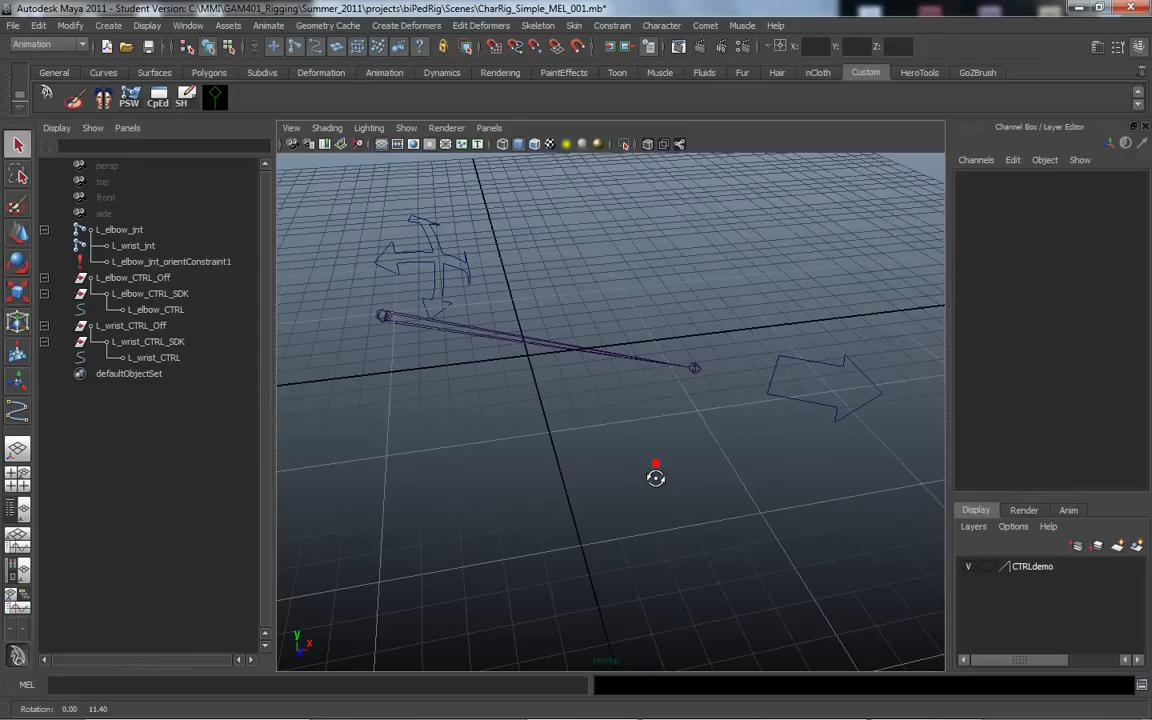 Autodesk Maya 2011 - Student Version: C:\MMI\GAM401_Rigging\Summer_2011\projects\biPedRig\Scenes\CharRig_Simple_MEL_001.mb*
File Edit Modify Create Display Window Assets Animate Geometry Cache Create Deformers Edit Deformers Skeleton Skin Constrain Character Comet Muscle Help
Animation X: Y: Z:
General Curves Surfaces Polygons Subdivs Deformation Animation Dynamics Rendering PaintEffects Toon Muscle Fluids Fur Hair nCloth Custom HeroTools GoZBrush
PSW CpEd SH
Display Show Panels
View Shading Lighting Show Renderer Panels
Channel Box / Layer Editor
Channels Edit Object Show
persp
top
front
side
L_elbow_jnt
L_wrist_jnt
L_elbow_jnt_orientConstraint1
L_elbow_CTRL_Off
L_elbow_CTRL_SDK
L_elbow_CTRL
L_wrist_CTRL_Off
L_wrist_CTRL_SDK
L_wrist_CTRL
defaultObjectSet
Display Render Anim
Layers Options Help
V CTRLdemo
y
x
persp
MEL
Rotation: 0.00 11.40